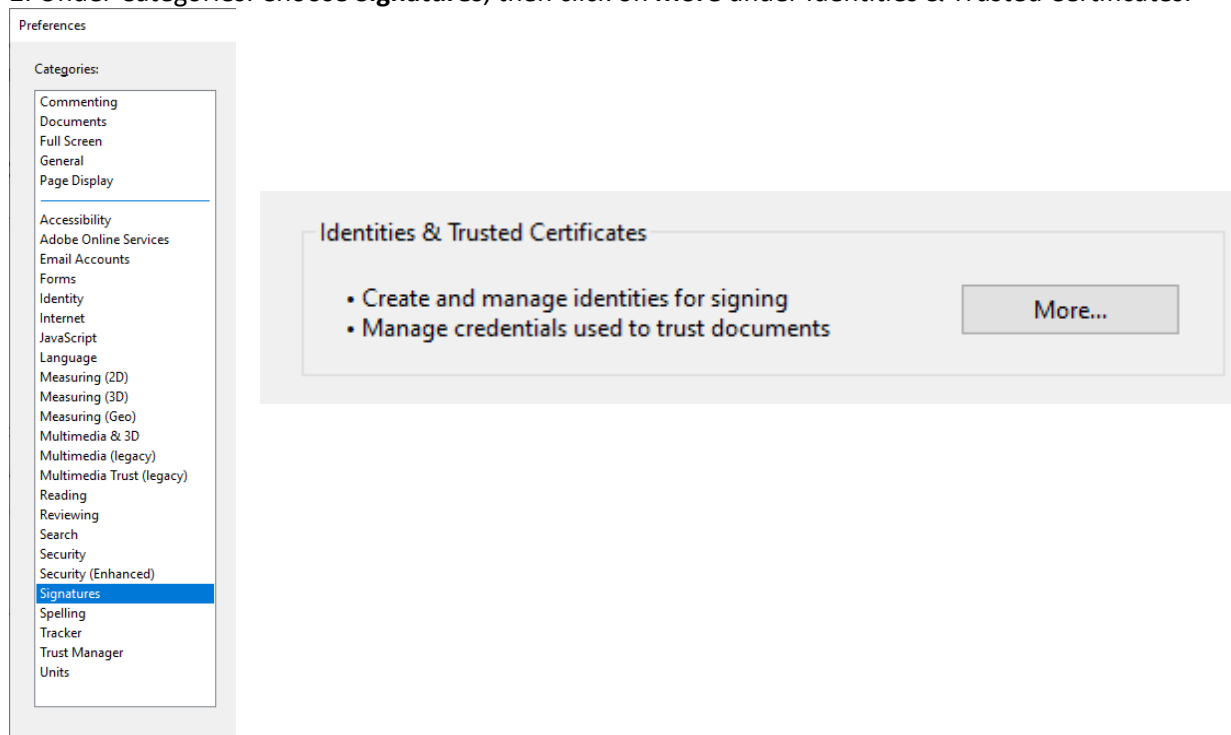 2. Under Categories: Choose Signatures, then click on More under Identities & Trusted Certificates.
Preferences
Categories:
Commenting
Documents
Full Screen
General
Page Display
Accessibility
Adobe Online Services
Email Accounts
Forms
Identity
Internet
JavaScript
Language
Measuring (2D)
Measuring (3D)
Measuring (Geo)
Multimedia & 3D
Multimedia (legacy)
Multimedia Trust (legacy)
Reading
Reviewing
Search
Security
Security (Enhanced)
Signatures
Spelling
Tracker
Trust Manager
Units
Identities & Trusted Certificates
• Create and manage identities for signing
• Manage credentials used to trust documents
More...